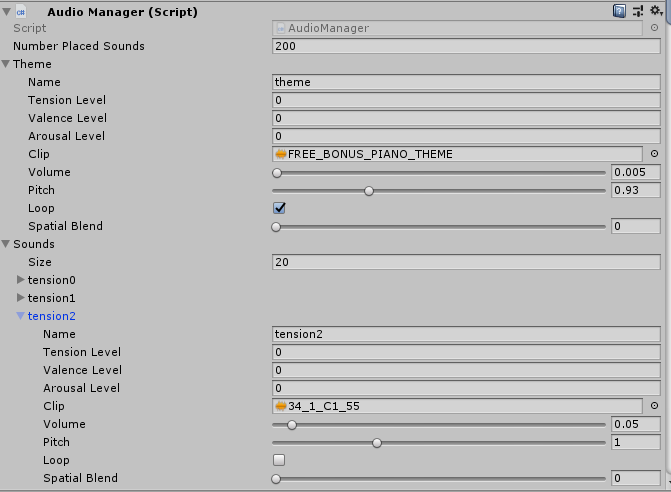 Audio Manager (Script)
Script AudioManager
Number Placed Sounds 200
Theme
Name theme
Tension Level 0
Valence Level 0
Arousal Level 0
Clip FREE_BONUS_PIANO_THEME
Volume 0.005
Pitch 0.93
Loop
Spatial Blend 0
Sounds
Size 20
tension0
tension1
tension2
Name tension2
Tension Level 0
Valence Level 0
Arousal Level 0
Clip 34_1_C1_55
Volume 0.05
Pitch 1
Loop
Spatial Blend 0